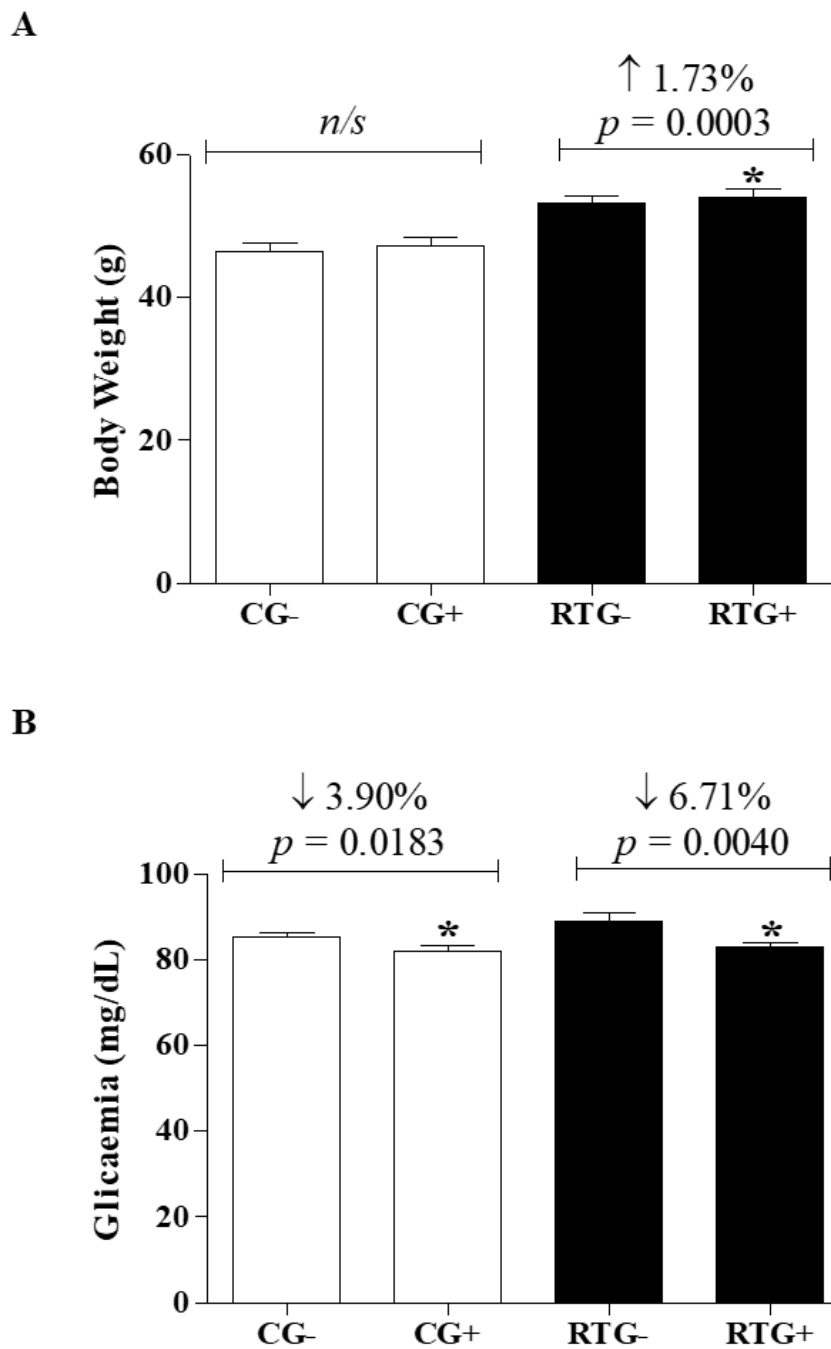 A
↑ 1.73%
n/s
p = 0.0003
60
*
40
20
0
Body Weight (g)
CG- CG+ RTG- RTG+
B
↓ 3.90% ↓ 6.71%
p = 0.0183 p = 0.0040
100
* *
80
60
40
20
0
Glicaemia (mg/dL)
CG- CG+ RTG- RTG+